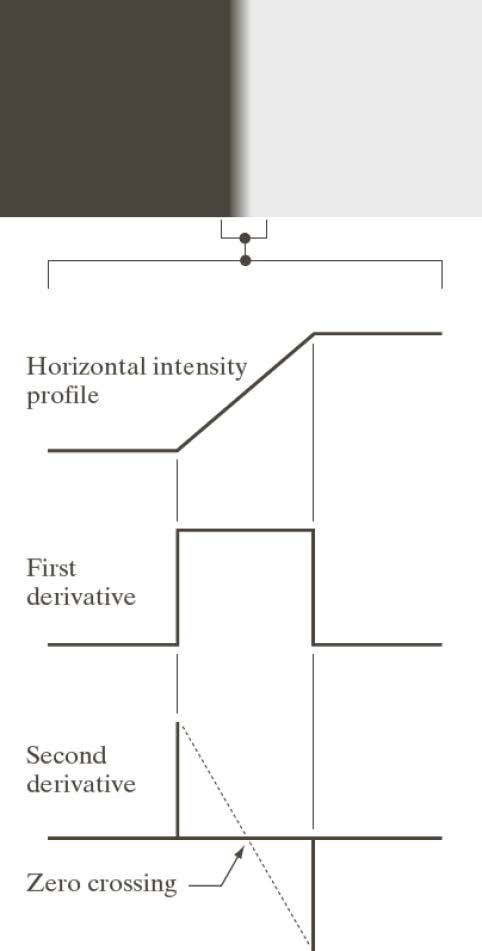 Horizontal intensity
profile
First
derivative
Second
derivative
Zero crossing